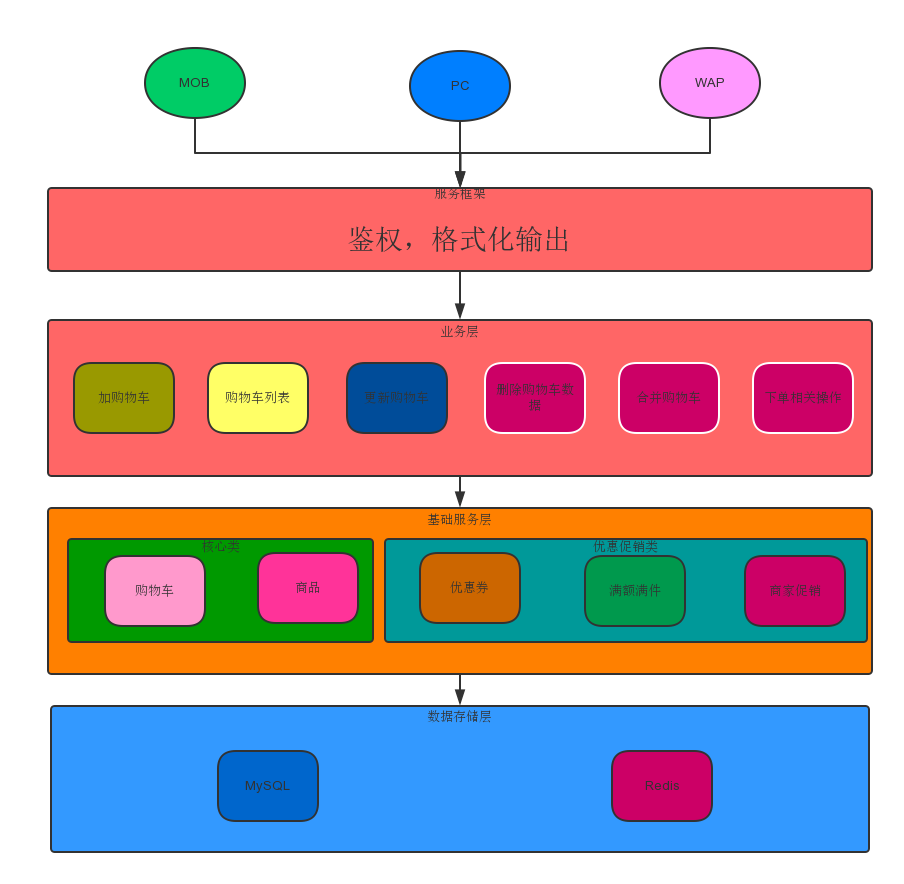 MOB
PC
WAP
服务框架
鉴权，格式化输出
业务层
加购物车
购物车列表
更新购物车
删除购物车数
据
合并购物车
下单相关操作
基础服务层
核心类
优惠促销类
购物车
商品
优惠券
满额满件
商家促销
数据存储层
MySQL
Redis